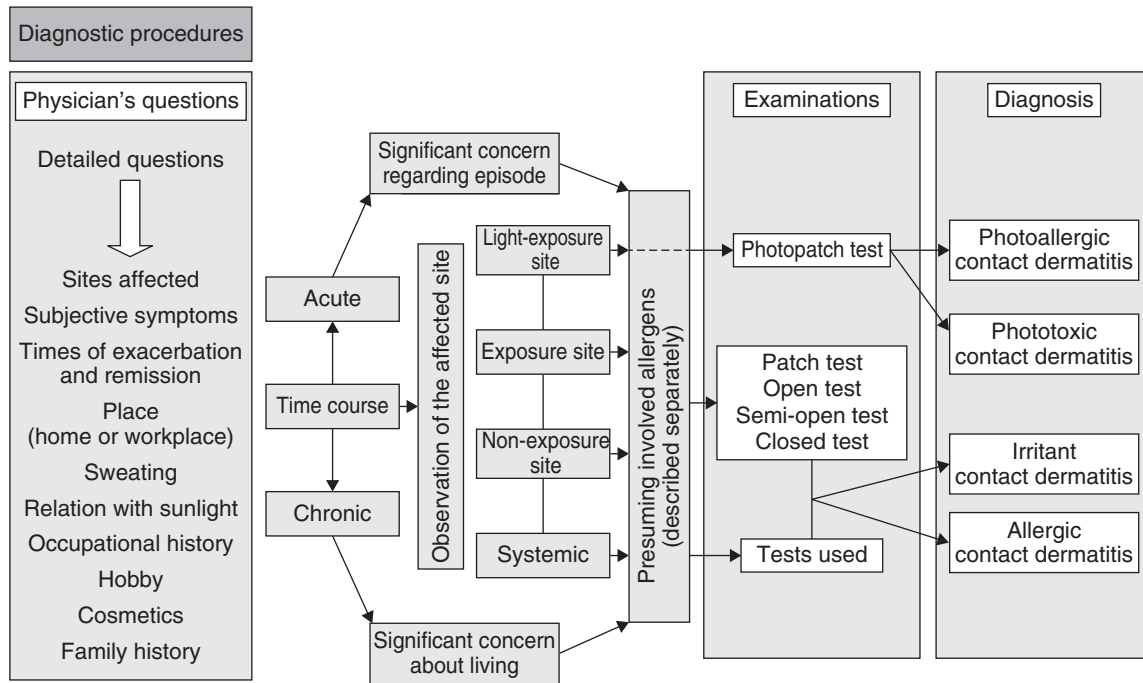 Diagnostic procedures
Physician's questions
Detailed questions
Sites affected
Subjective symptoms
Times of exacerbation
and remission
Place
(home or workplace)
Sweating
Relation with sunlight
Occupational history
Hobby
Cosmetics
Family history
Significant concern
regarding episode
Acute
Time course
Chronic
Significant concern
about living
Observation of the affected site
Light-exposure
site
Exposure site
Non-exposure
site
Systemic
Presuming involved allergens
(described separately)
Examinations
Photopatch test
Patch test
Open test
Semi-open test
Closed test
Tests used
Diagnosis
Photoallergic
contact dermatitis
Phototoxic
contact dermatitis
Irritant
contact dermatitis
Allergic
contact dermatitis